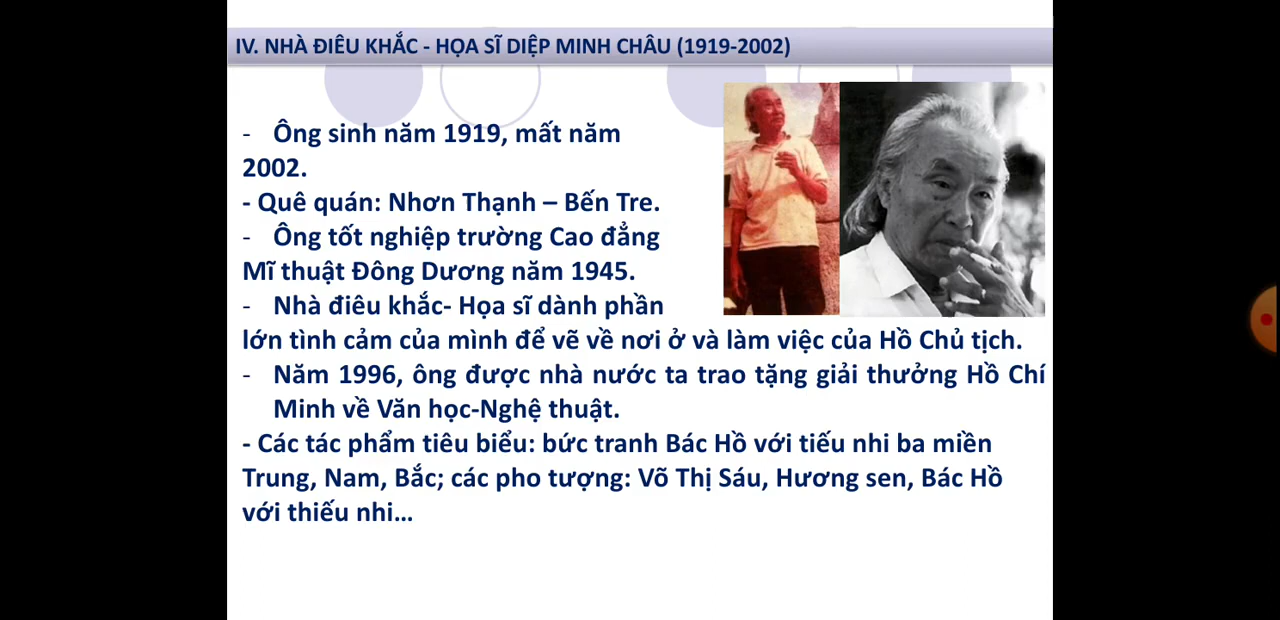 IV. NHÀ ĐIÊU KHẮC - HỌA SĨ DIỆP MINH CHÂU (1919-2002)
- Ông sinh năm 1919, mất năm
2002.
- Quê quán: Nhơn Thạnh – Bến Tre.
- Ông tốt nghiệp trường Cao đẳng
Mĩ thuật Đông Dương năm 1945.
- Nhà điêu khắc- Họa sĩ dành phần
lớn tình cảm của mình để vẽ về nơi ở và làm việc của Hồ Chủ tịch.
- Năm 1996, ông được nhà nước ta trao tặng giải thưởng Hồ Chí
Minh về Văn học-Nghệ thuật.
- Các tác phẩm tiêu biểu: bức tranh Bác Hồ với tiếu nhi ba miền
Trung, Nam, Bắc; các pho tượng: Võ Thị Sáu, Hương sen, Bác Hồ
với thiếu nhi…